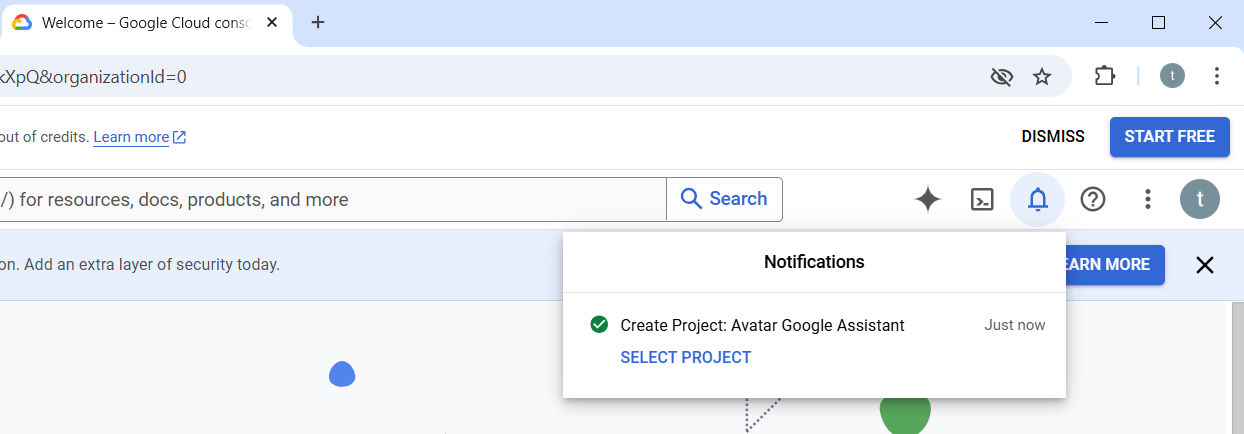 Welcome – Google Cloud conso
kXpQ&organizationId=0
t
out of credits. Learn more
DISMISS
START FREE
/) for resources, docs, products, and more
Search
t
on. Add an extra layer of security today.
EARN MORE
Notifications
Create Project: Avatar Google Assistant
Just now
SELECT PROJECT